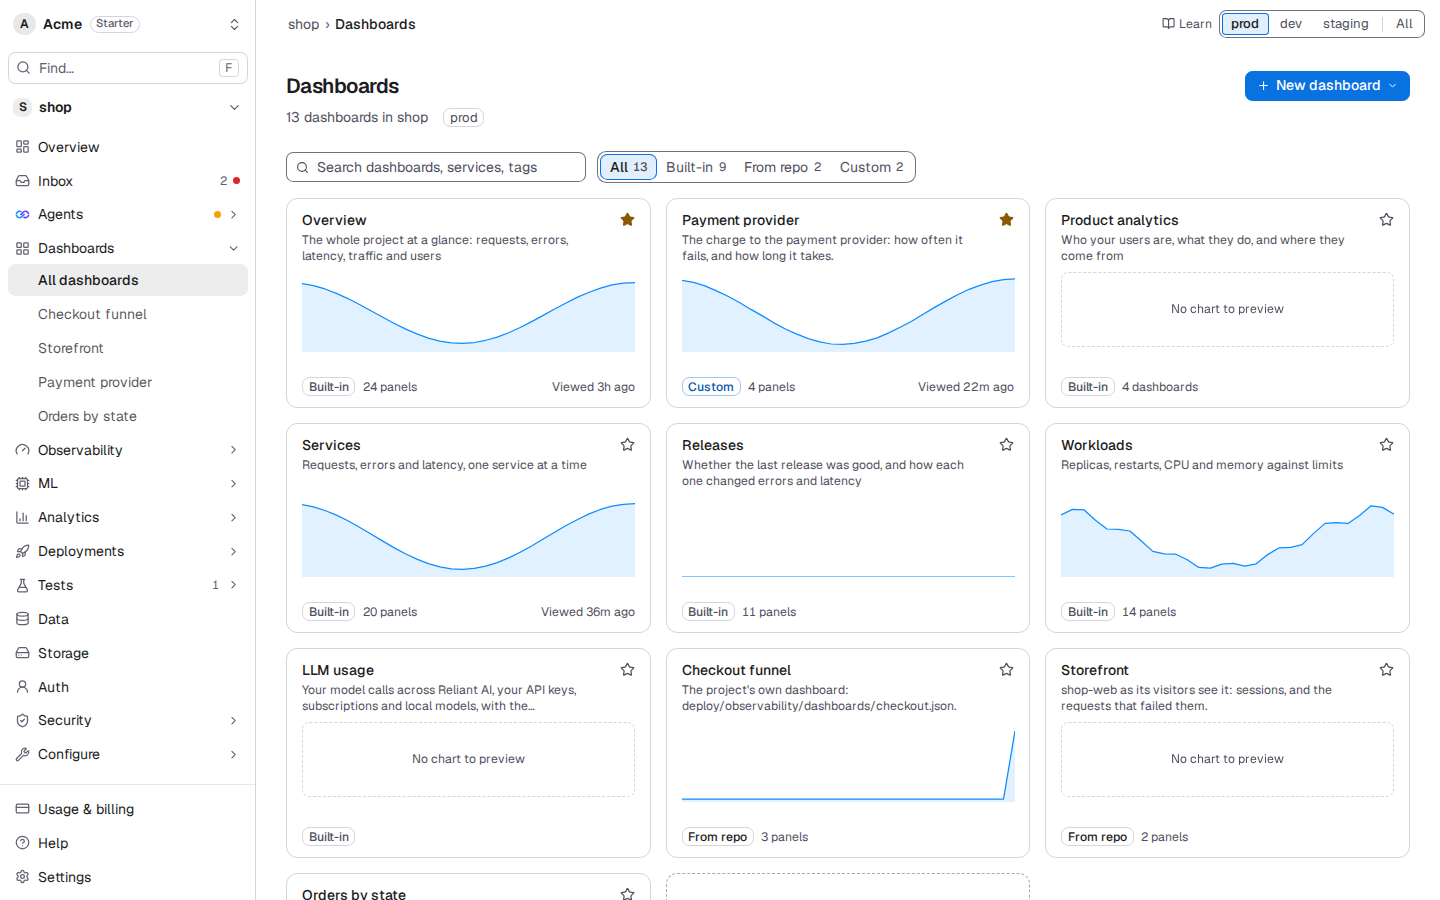 A Acme Starter
Find... F
S shop
Overview
Inbox 2
Agents
Dashboards
All dashboards
Checkout funnel
Storefront
Payment provider
Orders by state
Observability
ML
Analytics
Deployments
Tests 1
Data
Storage
Auth
Security
Configure
Usage & billing
Help
Settings
shop › Dashboards
Learn prod dev staging All
Dashboards
New dashboard
13 dashboards in shop prod
Search dashboards, services, tags
All 13 Built-in 9 From repo 2 Custom 2
Overview
The whole project at a glance: requests, errors,
latency, traffic and users
Built-in 24 panels Viewed 3h ago
Payment provider
The charge to the payment provider: how often it
fails, and how long it takes.
Custom 4 panels Viewed 22m ago
Product analytics
Who your users are, what they do, and where they
come from
No chart to preview
Built-in 4 dashboards
Services
Requests, errors and latency, one service at a time
Built-in 20 panels Viewed 36m ago
Releases
Whether the last release was good, and how each
one changed errors and latency
Built-in 11 panels
Workloads
Replicas, restarts, CPU and memory against limits
Built-in 14 panels
LLM usage
Your model calls across Reliant AI, your API keys,
subscriptions and local models, with the...
No chart to preview
Built-in
Checkout funnel
The project's own dashboard:
deploy/observability/dashboards/checkout.json.
From repo 3 panels
Storefront
shop-web as its visitors see it: sessions, and the
requests that failed them.
No chart to preview
From repo 2 panels
Orders by state